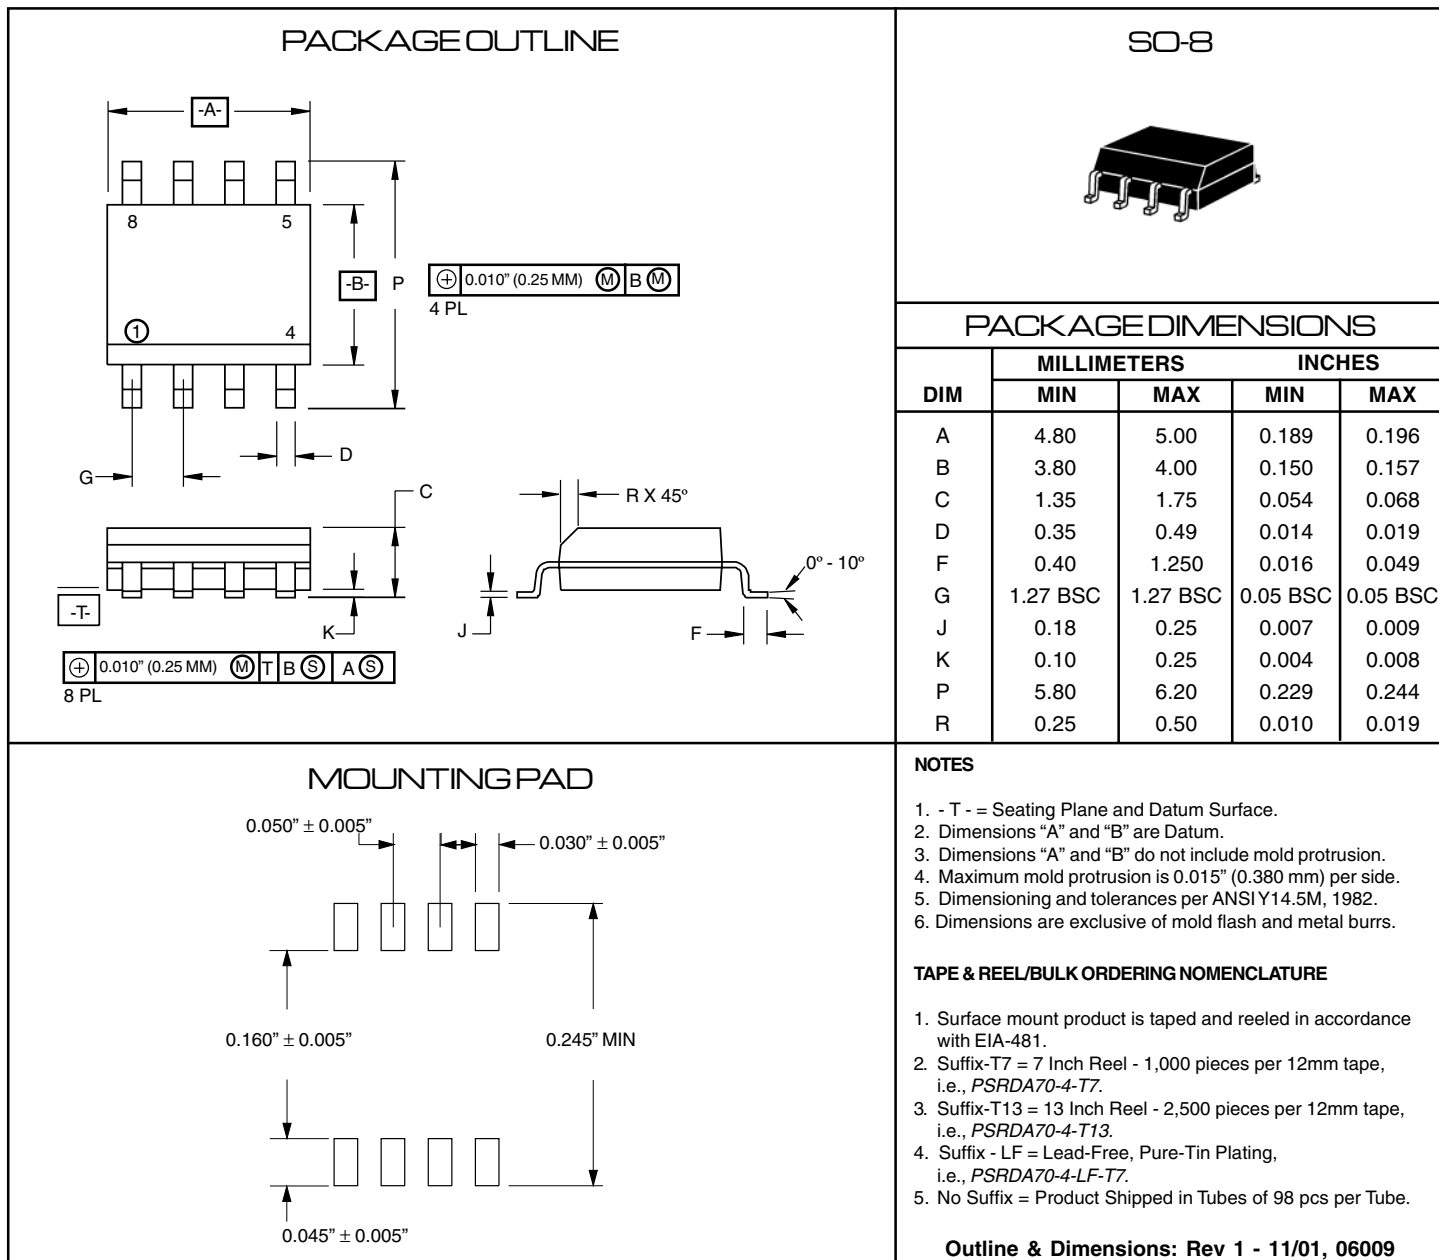 PACKAGE OUTLINE
-A-
8 5
-B- P
1 4
0.010” (0.25 MM) M B M
4 PL
D
G
C
R X 45º
0º - 10º
-T-
K
J
F
0.010” (0.25 MM) M T B S A S
8 PL
SO-8
PACKAGE DIMENSIONS
MILLIMETERS INCHES
DIM MIN MAX MIN MAX
A 4.80 5.00 0.189 0.196
B 3.80 4.00 0.150 0.157
C 1.35 1.75 0.054 0.068
D 0.35 0.49 0.014 0.019
F 0.40 1.250 0.016 0.049
G 1.27 BSC 1.27 BSC 0.05 BSC 0.05 BSC
J 0.18 0.25 0.007 0.009
K 0.10 0.25 0.004 0.008
P 5.80 6.20 0.229 0.244
R 0.25 0.50 0.010 0.019
MOUNTING PAD
0.050” ± 0.005”
0.030” ± 0.005”
0.160” ± 0.005”
0.245” MIN
0.045” ± 0.005”
NOTES
1. - T - = Seating Plane and Datum Surface.
2. Dimensions “A” and “B” are Datum.
3. Dimensions “A” and “B” do not include mold protrusion.
4. Maximum mold protrusion is 0.015” (0.380 mm) per side.
5. Dimensioning and tolerances per ANSI Y14.5M, 1982.
6. Dimensions are exclusive of mold flash and metal burrs.
TAPE & REEL/BULK ORDERING NOMENCLATURE
1. Surface mount product is taped and reeled in accordance
with EIA-481.
2. Suffix-T7 = 7 Inch Reel - 1,000 pieces per 12mm tape,
i.e., PSRDA70-4-T7.
3. Suffix-T13 = 13 Inch Reel - 2,500 pieces per 12mm tape,
i.e., PSRDA70-4-T13.
4. Suffix - LF = Lead-Free, Pure-Tin Plating,
i.e., PSRDA70-4-LF-T7.
5. No Suffix = Product Shipped in Tubes of 98 pcs per Tube.
Outline & Dimensions: Rev 1 - 11/01, 06009